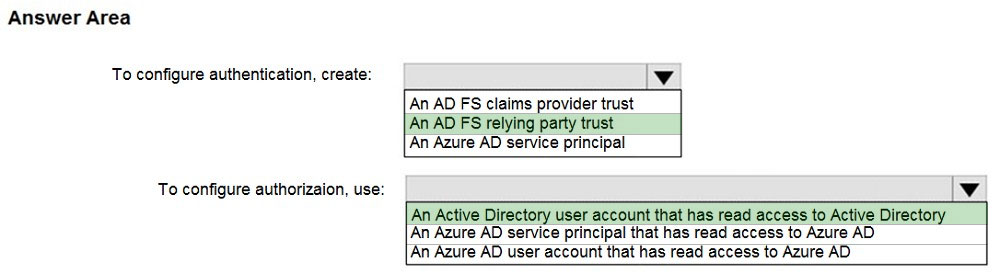 Answer Area
To configure authentication, create:
An AD FS claims provider trust
An AD FS relying party trust
An Azure AD service principal
To configure authorizaion, use:
An Active Directory user account that has read access to Active Directory
An Azure AD service principal that has read access to Azure AD
An Azure AD user account that has read access to Azure AD